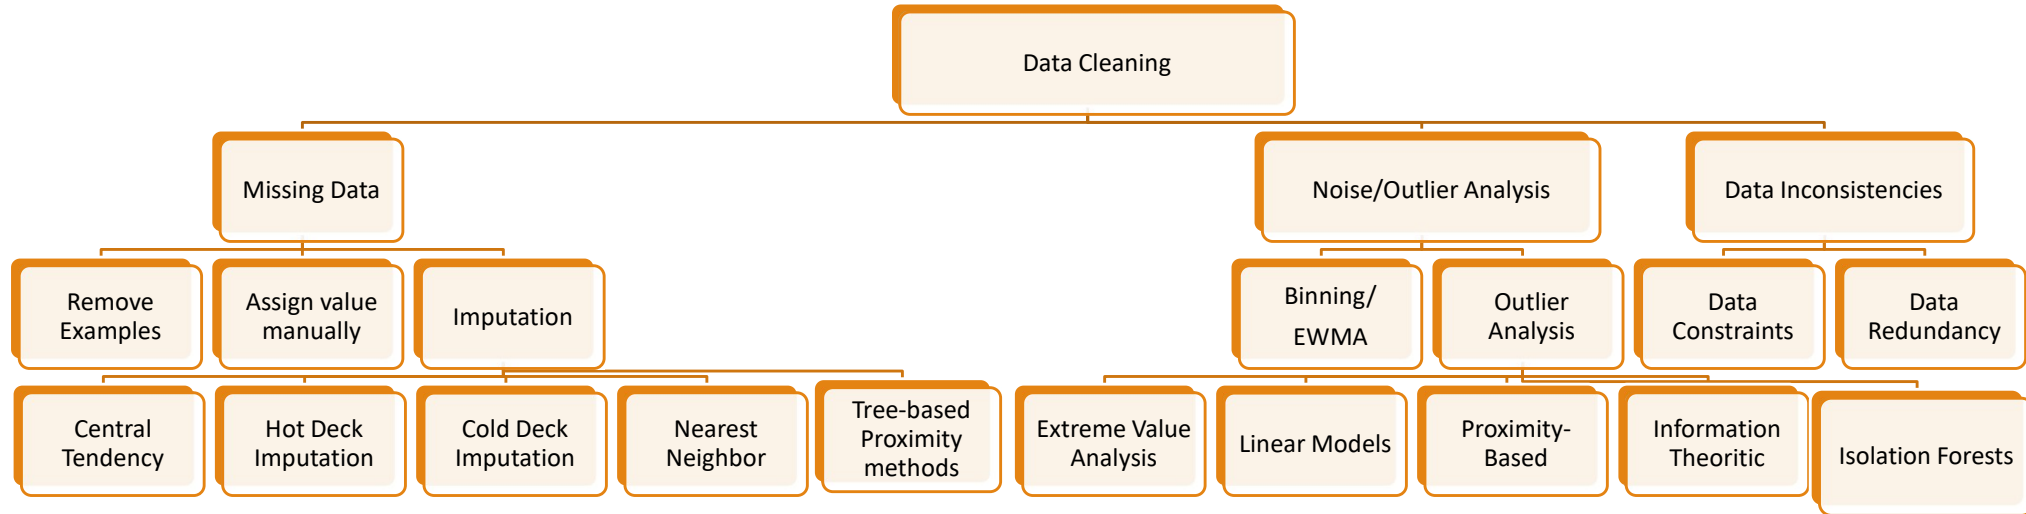 Data Cleaning
Missing Data
Noise/Outlier Analysis
Data Inconsistencies
Remove
Examples
Assign value
manually
Imputation
Binning/
EWMA
Outlier
Analysis
Data
Constraints
Data
Redundancy
Central
Tendency
Hot Deck
Imputation
Cold Deck
Imputation
Nearest
Neighbor
Tree-based
Proximity
methods
Extreme Value
Analysis
Linear Models
Proximity-
Based
Information
Theoritic
Isolation Forests